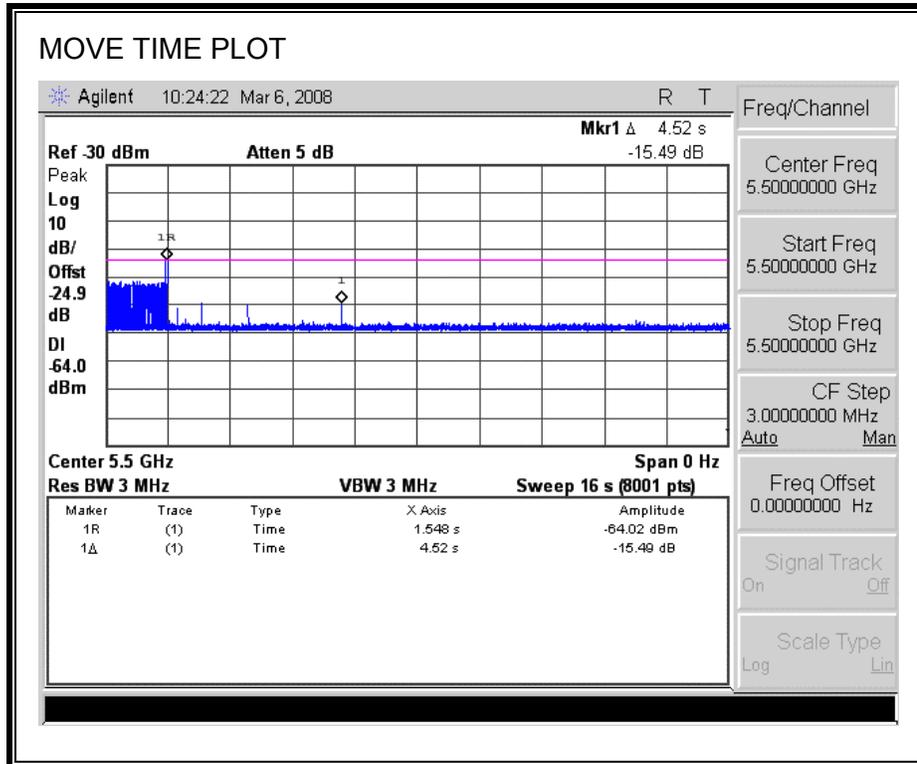 MOVE TIME PLOT
Agilent 10:24:22 Mar 6, 2008 R T
Mkr1 Δ 4.52 s
Ref -30 dBm Atten 5 dB -15.49 dB
Peak
Log
10
dB/
Offst
-24.9
dB
DI
-64.0
dBm
1R
1
Center 5.5 GHz Span 0 Hz
Res BW 3 MHz VBW 3 MHz Sweep 16 s (8001 pts)
Marker Trace Type X Axis Amplitude
1R (1) Time 1.548 s -64.02 dBm
1Δ (1) Time 4.52 s -15.49 dB
Freq/Channel
Center Freq
5.50000000 GHz
Start Freq
5.50000000 GHz
Stop Freq
5.50000000 GHz
CF Step
3.00000000 MHz
Auto Man
Freq Offset
0.00000000 Hz
Signal Track
On Off
Scale Type
Log Lin